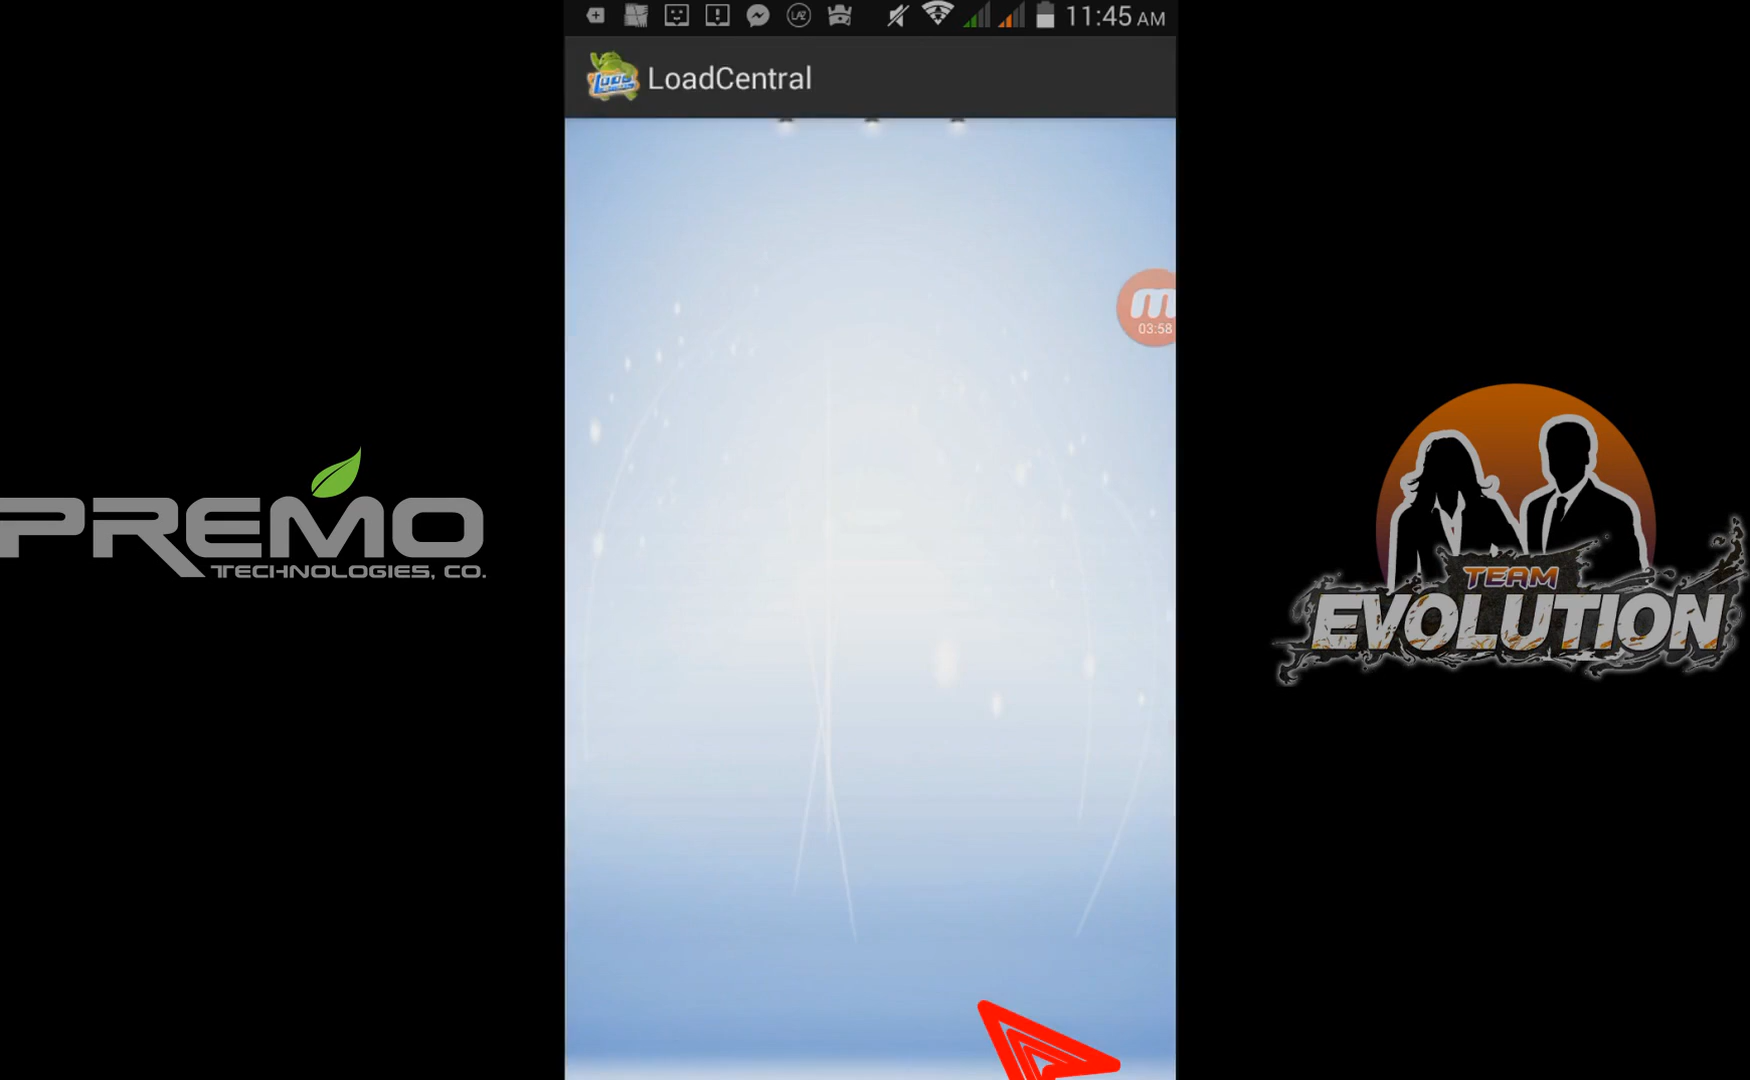 11:45 AM
LoadCentral
03:58
PREMO
TECHNOLOGIES, CO.
TEAM
EVOLUTION